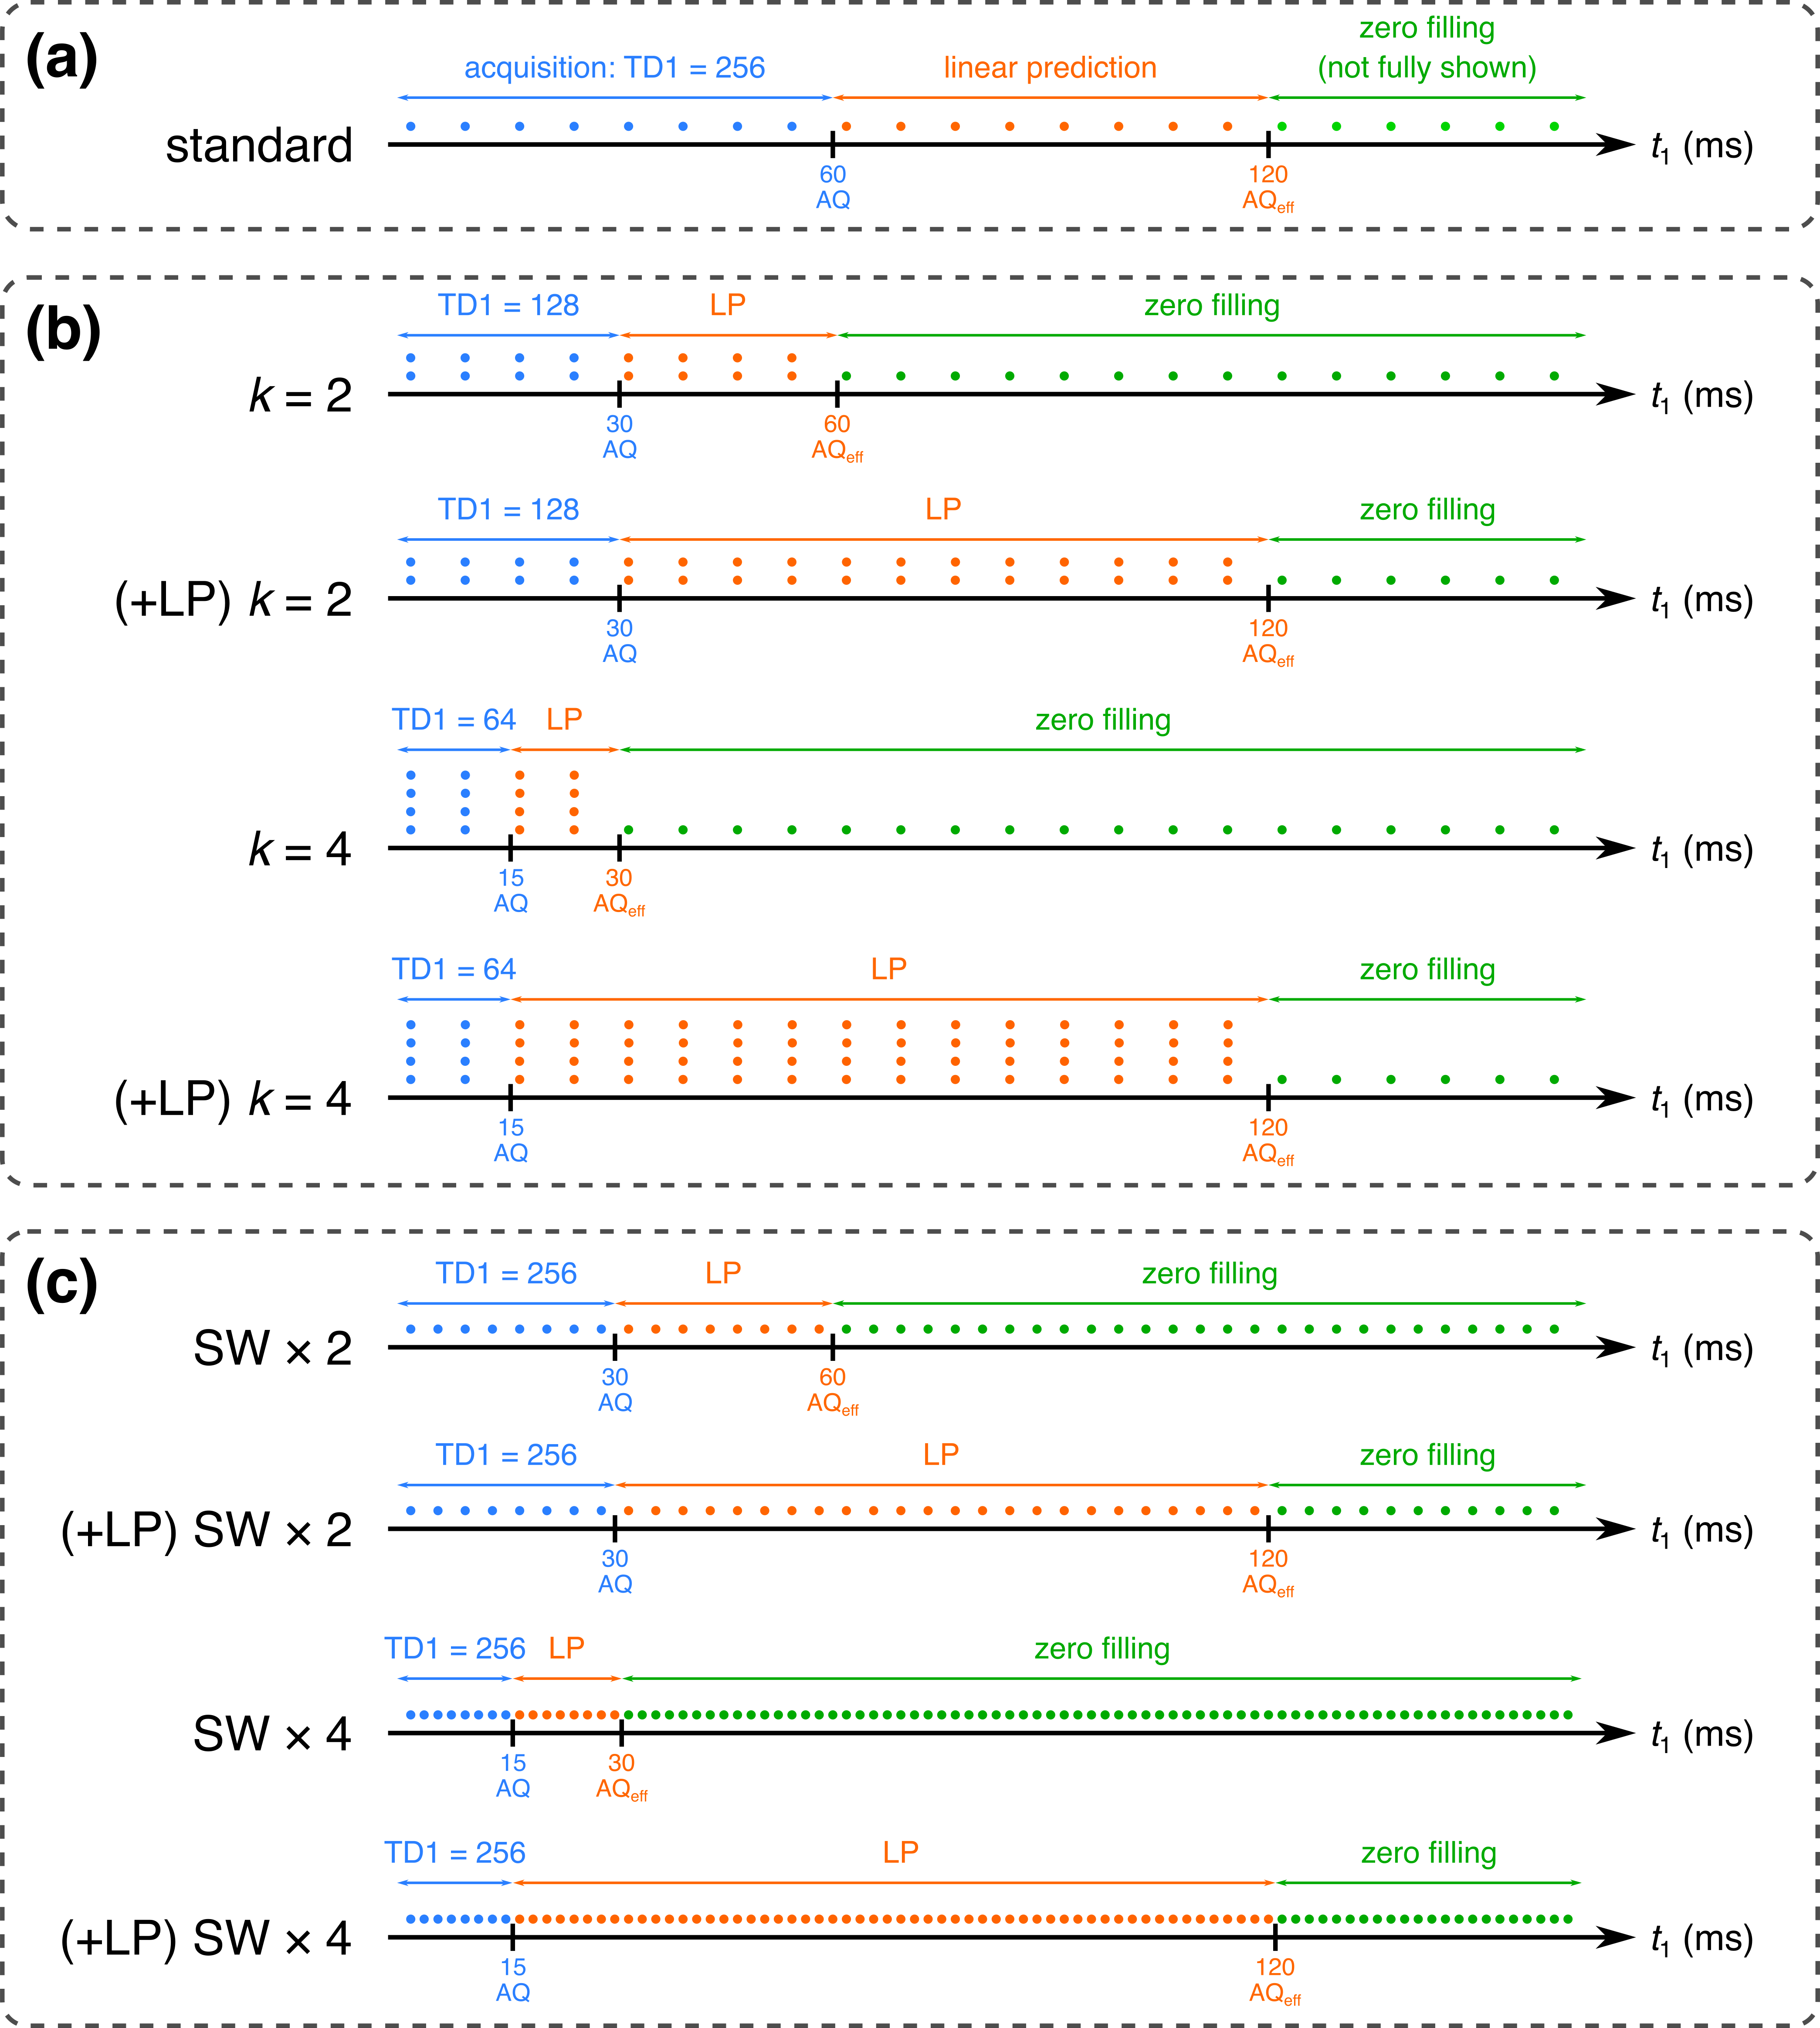 (a)
zero filling
acquisition: TD1 = 256
linear prediction
(not fully shown)
standard
t1 (ms)
60
AQ
120
AQeff
(b)
TD1 = 128
LP
zero filling
k = 2
t1 (ms)
30
AQ
60
AQeff
TD1 = 128
LP
zero filling
(+LP) k = 2
t1 (ms)
30
AQ
120
AQeff
TD1 = 64
LP
zero filling
k = 4
t1 (ms)
15
AQ
30
AQeff
TD1 = 64
LP
zero filling
(+LP) k = 4
t1 (ms)
15
AQ
120
AQeff
(c)
TD1 = 256
LP
zero filling
SW × 2
t1 (ms)
30
AQ
60
AQeff
TD1 = 256
LP
zero filling
(+LP) SW × 2
t1 (ms)
30
AQ
120
AQeff
TD1 = 256
LP
zero filling
SW × 4
t1 (ms)
15
AQ
30
AQeff
TD1 = 256
LP
zero filling
(+LP) SW × 4
t1 (ms)
15
AQ
120
AQeff